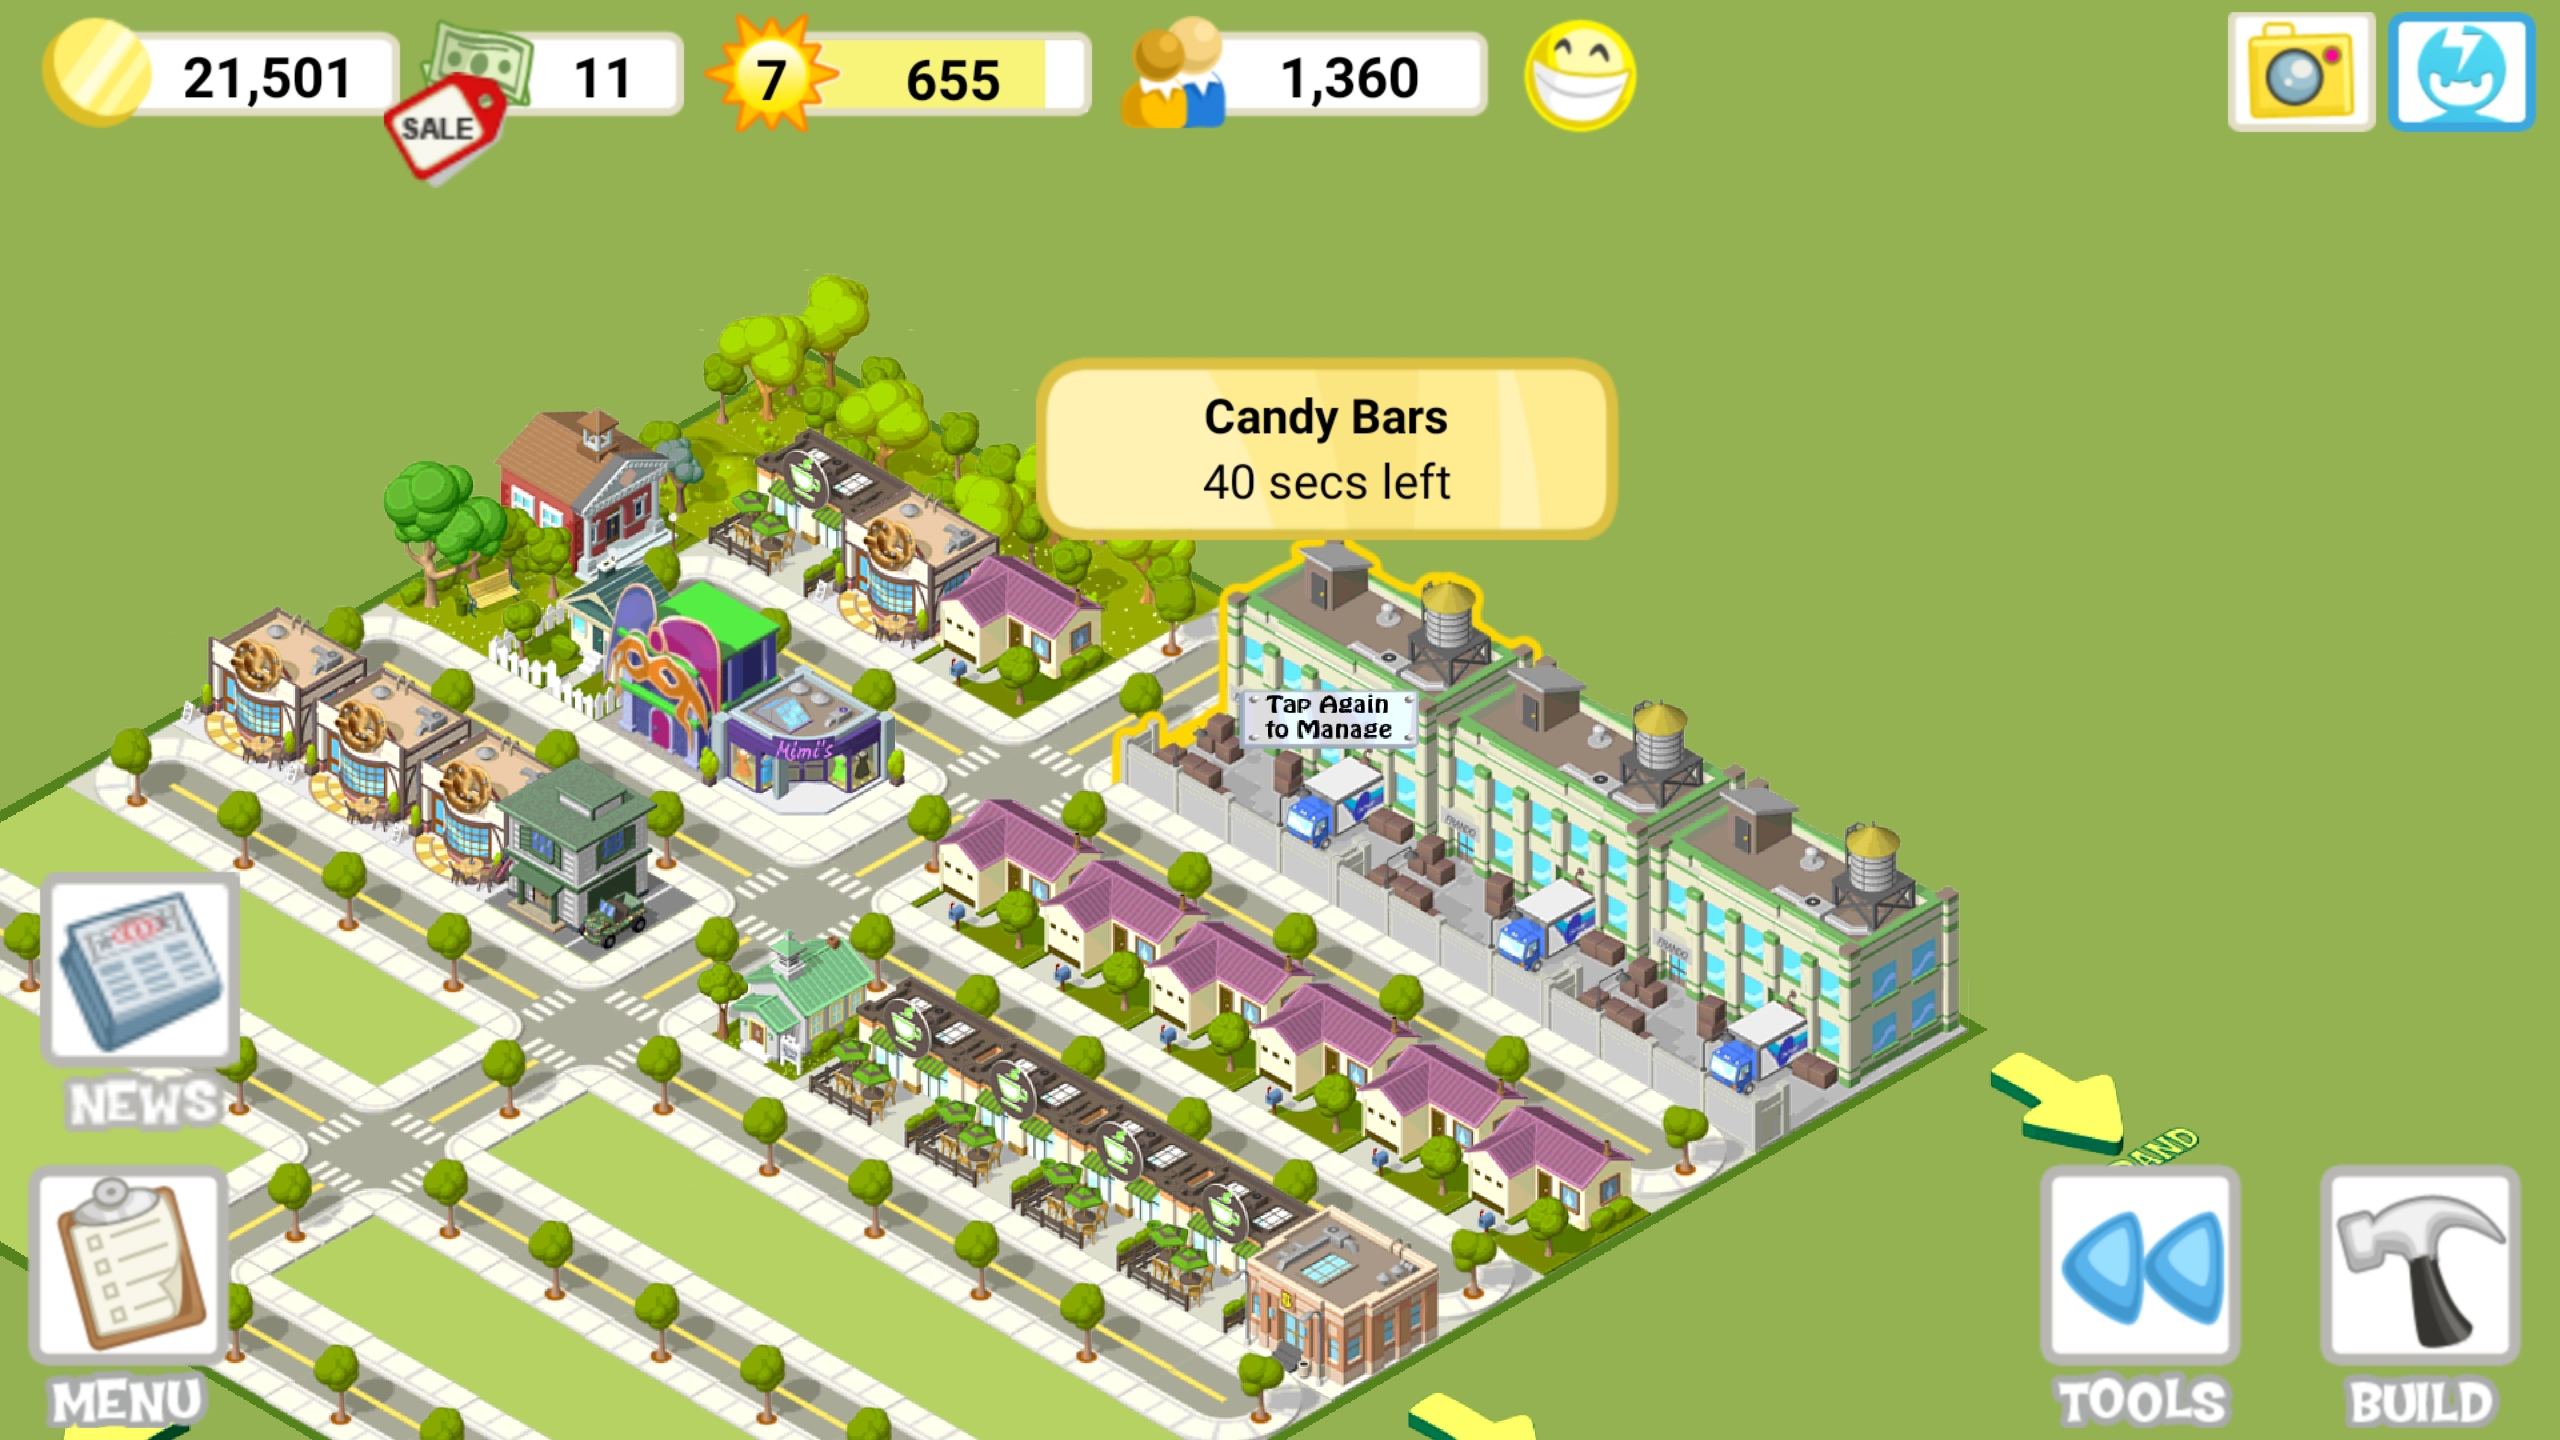 21,501
11
SALE
7
655
1,360
Candy Bars
40 secs left
Tap Again
to Manage
Mimi's
NEWS
MENU
TOOLS
BUILD